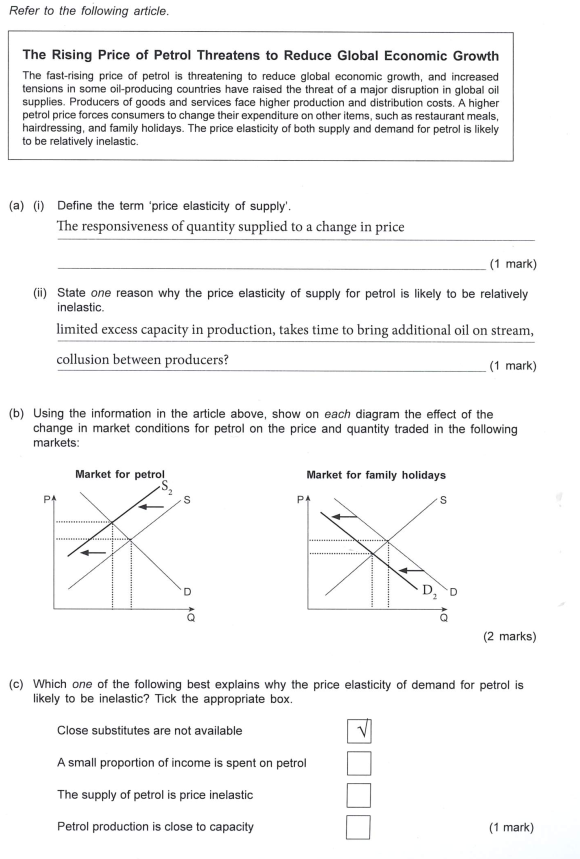 Refer to the following article.
The Rising Price of Petrol Threatens to Reduce Global Economic Growth
The fast-rising price of petrol is threatening to reduce global economic growth, and increased
tensions in some oil-producing countries have raised the threat of a major disruption in global oil
supplies. Producers of goods and services face higher production and distribution costs. A higher
petrol price forces consumers to change their expenditure on other items, such as restaurant meals,
hairdressing, and family holidays. The price elasticity of both supply and demand for petrol is likely
to be relatively inelastic.
(a) (i) Define the term 'price elasticity of supply'.
The responsiveness of quantity supplied to a change in price
(1 mark)
(ii) State one reason why the price elasticity of supply for petrol is likely to be relatively
inelastic.
limited excess capacity in production, takes time to bring additional oil on stream,
collusion between producers?
(1 mark)
(b) Using the information in the article above, show on each diagram the effect of the
change in market conditions for petrol on the price and quantity traded in the following
markets:
Market for petrol
P
S₂
S
D
Q
Market for family holidays
P
S
D₂
D
Q
(2 marks)
(c) Which one of the following best explains why the price elasticity of demand for petrol is
likely to be inelastic? Tick the appropriate box.
Close substitutes are not available √
A small proportion of income is spent on petrol
The supply of petrol is price inelastic
Petrol production is close to capacity
(1 mark)